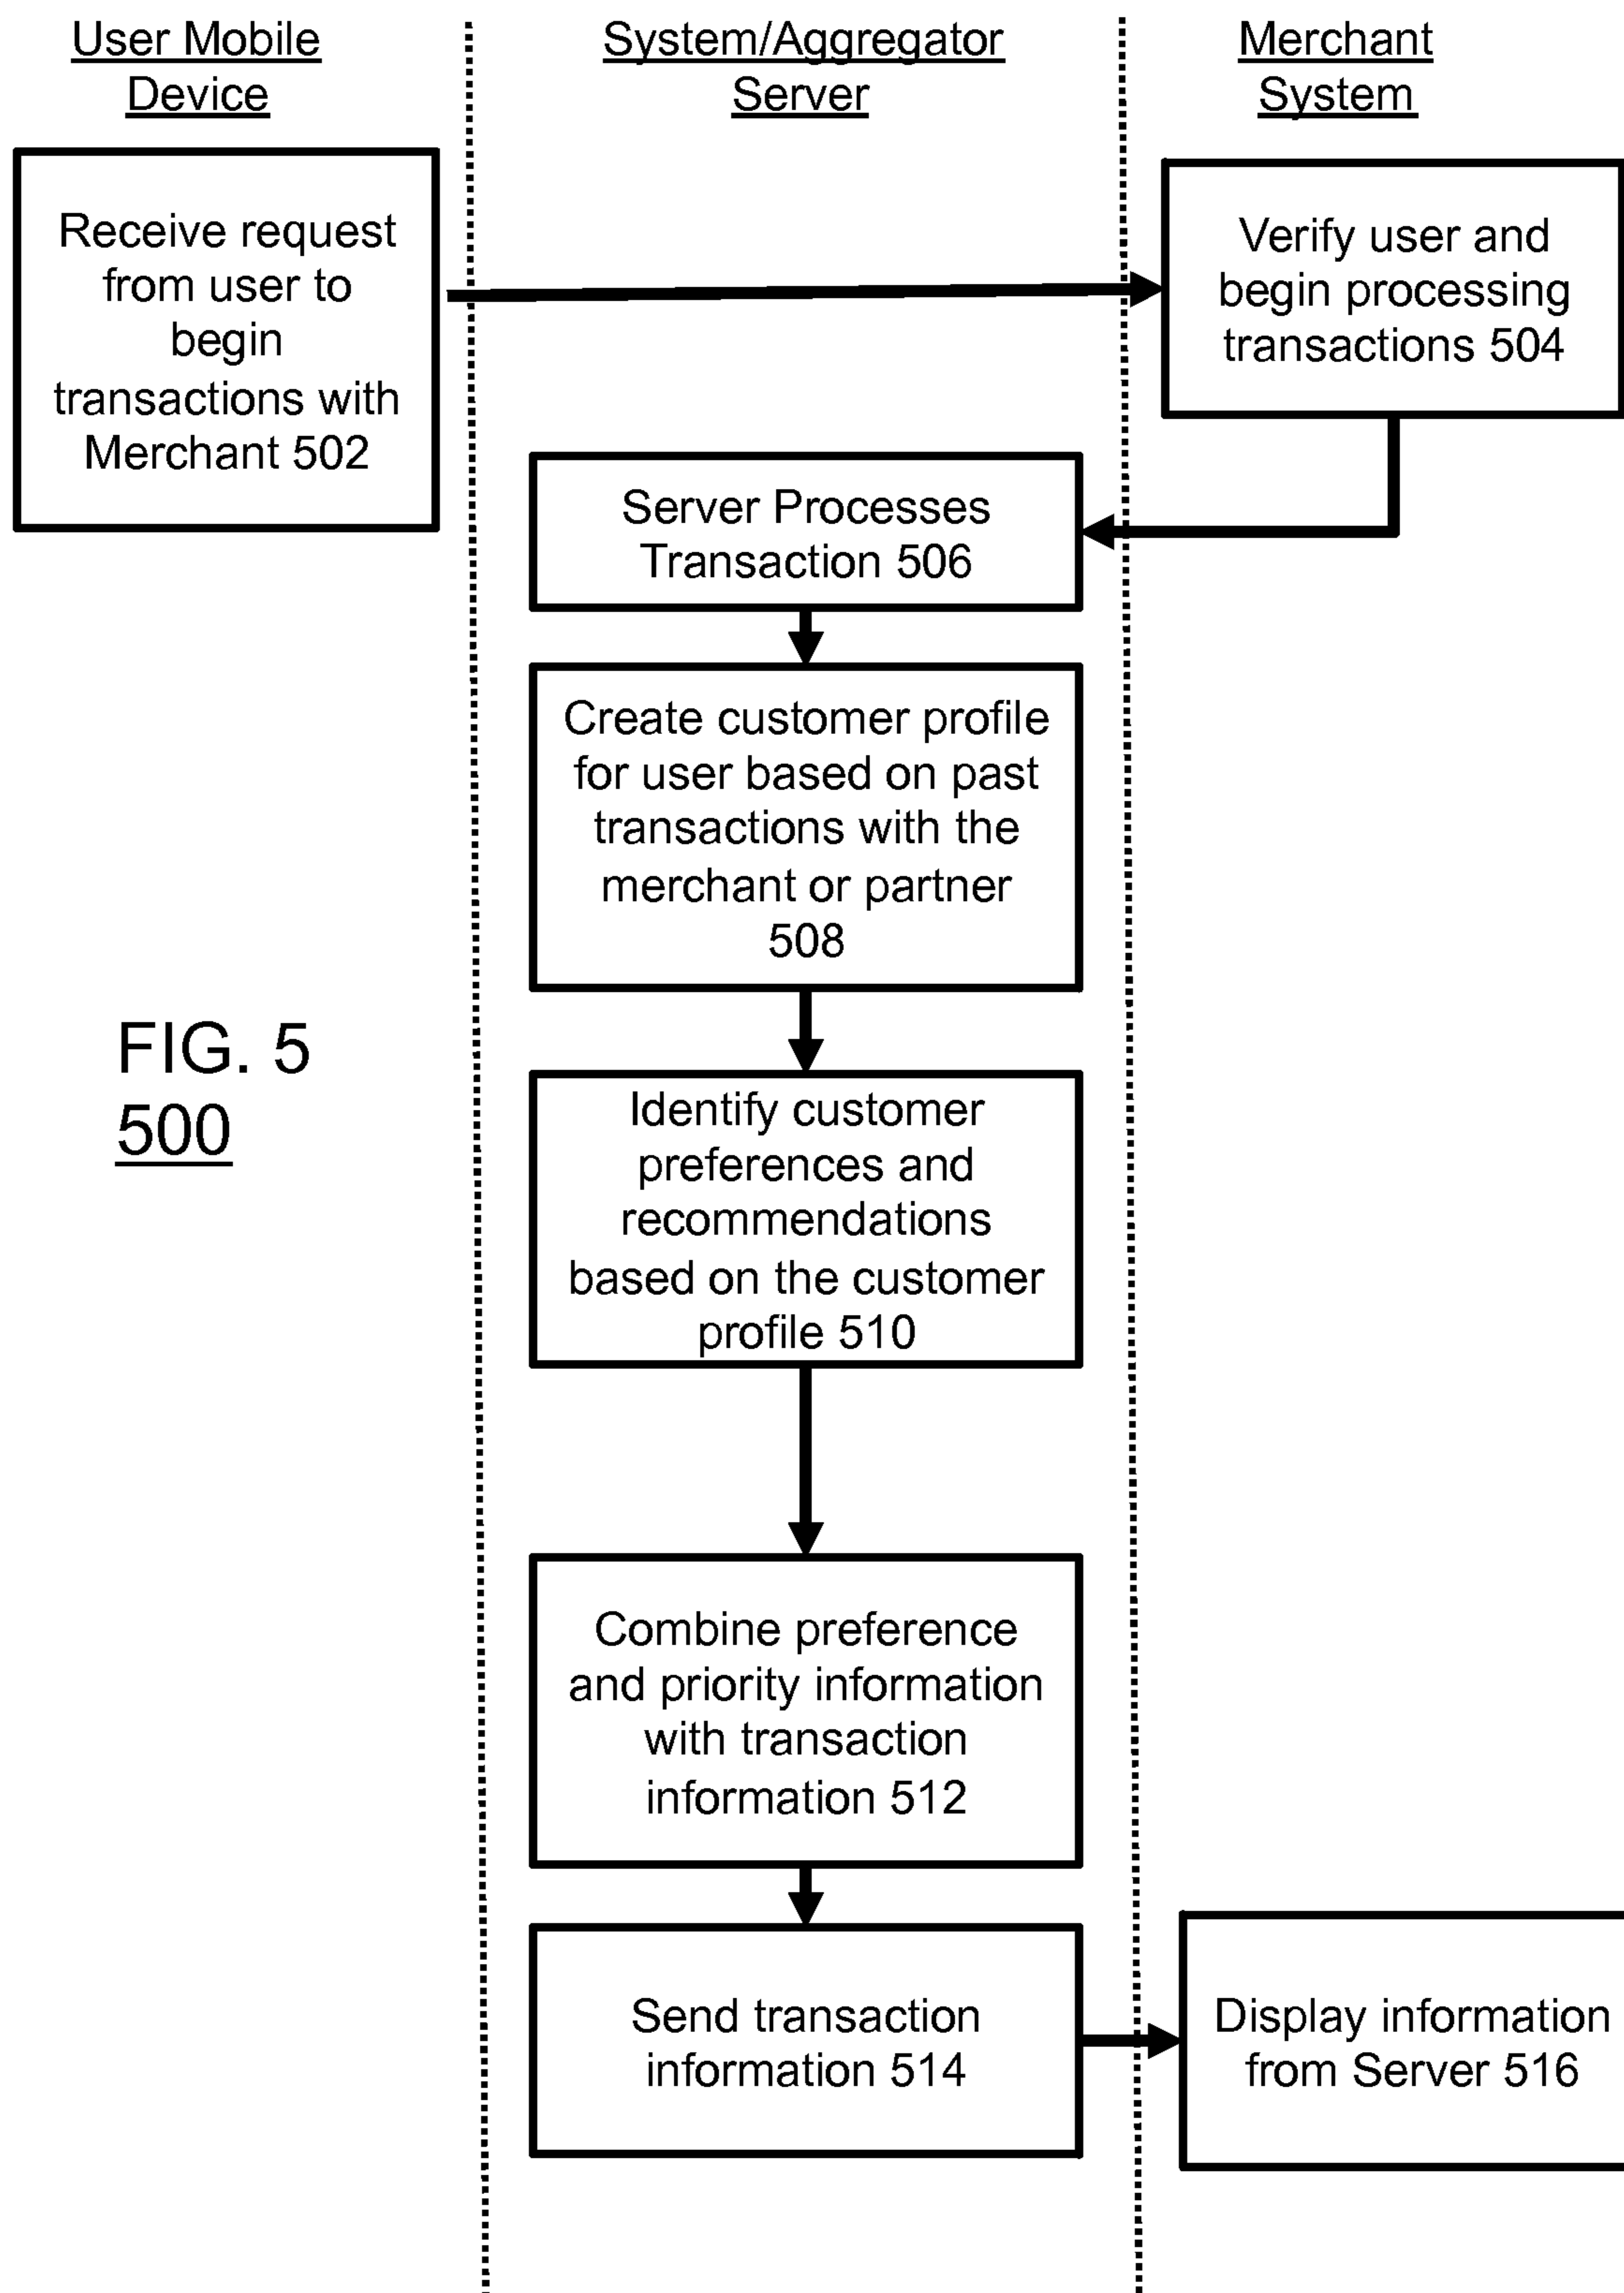 User Mobile
Device
System/Aggregator
Server
Merchant
System
Receive request
from user to
begin
transactions with
Merchant 502
Verify user and
begin processing
transactions 504
Server Processes
Transaction 506
Create customer profile
for user based on past
transactions with the
merchant or partner
508
FIG. 5
500
Identify customer
preferences and
recommendations
based on the customer
profile 510
Combine preference
and priority information
with transaction
information 512
Send transaction
information 514
Display information
from Server 516